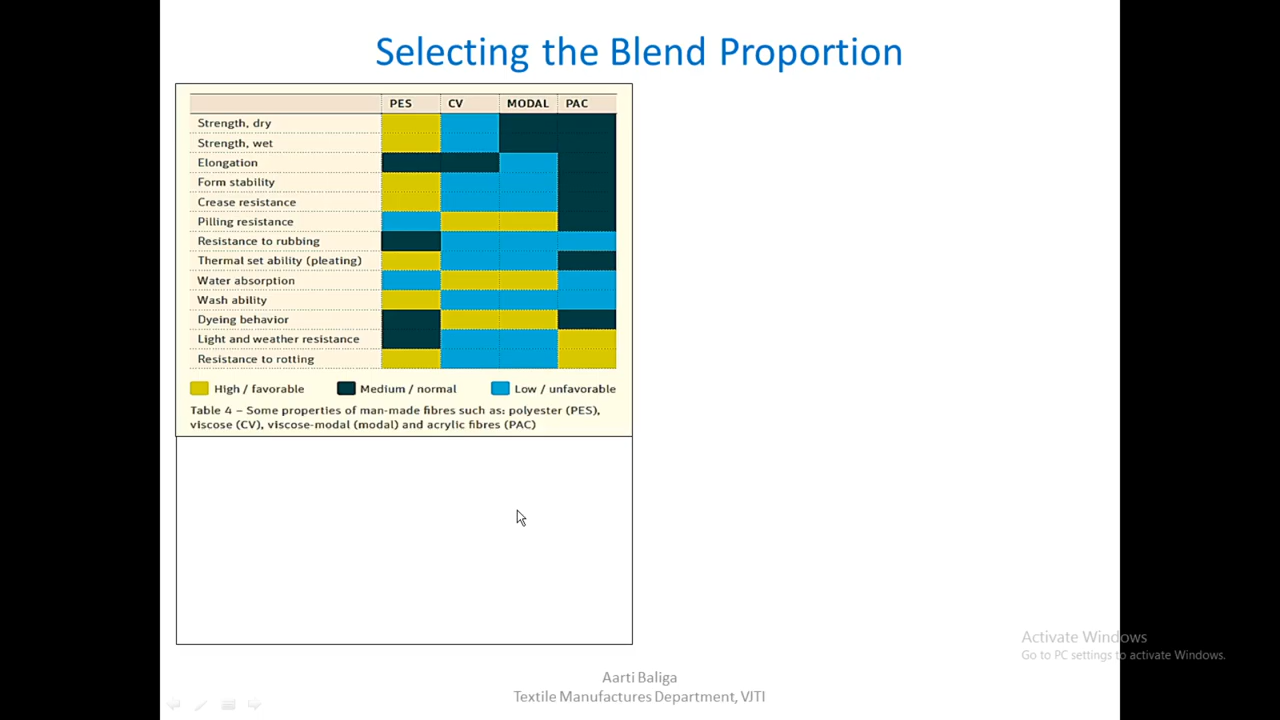 Selecting the Blend Proportion
PES CV MODAL PAC
Strength, dry
Strength, wet
Elongation
Form stability
Crease resistance
Pilling resistance
Resistance to rubbing
Thermal set ability (pleating)
Water absorption
Wash ability
Dyeing behavior
Light and weather resistance
Resistance to rotting
High / favorable Medium / normal Low / unfavorable
Table 4 – Some properties of man-made fibres such as: polyester (PES),
viscose (CV), viscose-modal (modal) and acrylic fibres (PAC)
Activate Windows
Go to PC settings to activate Windows.
Aarti Baliga
Textile Manufactures Department, VJTI